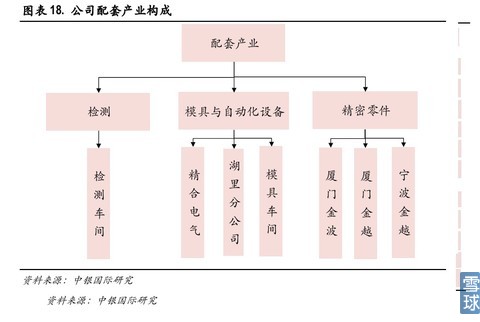 图表18. 公司配套产业构成
配套产业
检测
模具与自动化设备
精密零件
检测车间
精合电气
湖里分公司
模具车间
厦门金波
厦门金越
宁波金越
资料来源：中银国际研究
资料来源：中银国际研究
雪球